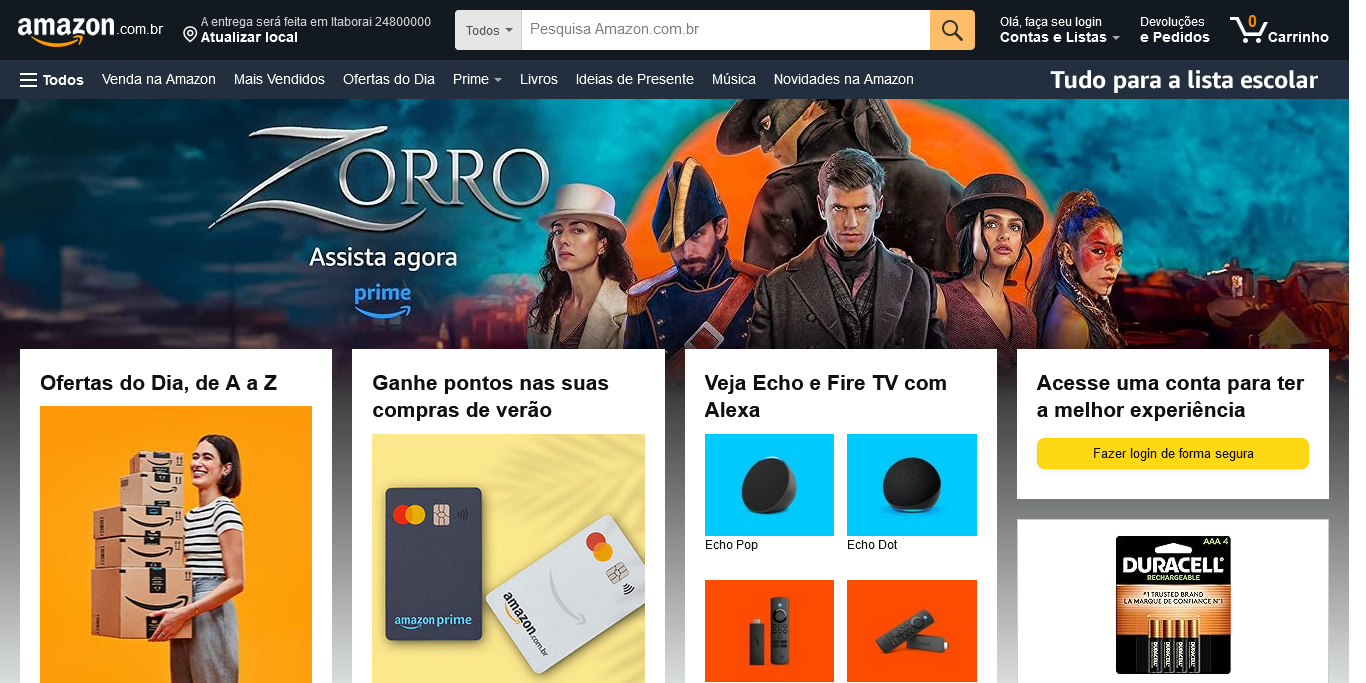 amazon.com.br
A entrega será feita em Itaborai 24800000
Atualizar local
Todos
Pesquisa Amazon.com.br
Olá, faça seu login
Contas e Listas
Devoluções
e Pedidos
0
Carrinho
Todos
Venda na Amazon
Mais Vendidos
Ofertas do Dia
Prime
Livros
Ideias de Presente
Música
Novidades na Amazon
Tudo para a lista escolar
ZORRO
Assista agora
prime
Ofertas do Dia, de A a Z
Ganhe pontos nas suas
compras de verão
amazon prime
amazon.com.br
Veja Echo e Fire TV com
Alexa
Echo Pop
Echo Dot
Acesse uma conta para ter
a melhor experiência
Fazer login de forma segura
AAA 4
DURACELL
RECHARGEABLE
#1 TRUSTED BRAND
LA MARQUE DE CONFIANCE N°1
DURACELL
DURACELL
DURACELL
DURACELL